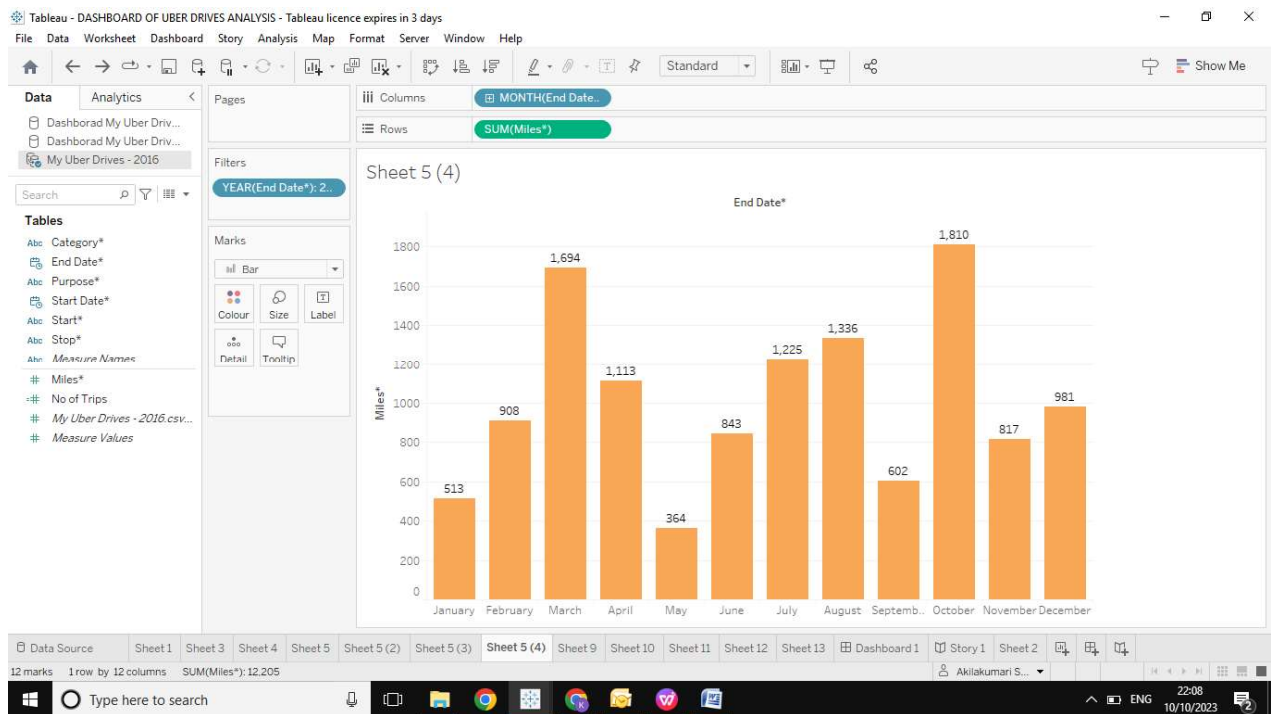 Tableau - DASHBOARD OF UBER DRIVES ANALYSIS - Tableau licence expires in 3 days
File Data Worksheet Dashboard Story Analysis Map Format Server Window Help
Standard
Show Me
Data Analytics
Dashborad My Uber Driv...
Dashborad My Uber Driv...
My Uber Drives - 2016
Search
Tables
Abc Category*
End Date*
Abc Purpose*
Start Date*
Abc Start*
Abc Stop*
Abc Measure Names
# Miles*
=# No of Trips
# My Uber Drives - 2016.csv...
# Measure Values
Pages
Filters
YEAR(End Date*): 2..
Marks
Bar
Colour Size Label
Detail Tooltip
Columns MONTH(End Date..
Rows SUM(Miles*)
Sheet 5 (4)
End Date*
Miles*
1800
1600
1400
1200
1000
800
600
400
200
0
513
908
1,694
1,113
364
843
1,225
1,336
602
1,810
817
981
January February March April May June July August Septemb.. October November December
Data Source Sheet 1 Sheet 3 Sheet 4 Sheet 5 Sheet 5 (2) Sheet 5 (3) Sheet 5 (4) Sheet 9 Sheet 10 Sheet 11 Sheet 12 Sheet 13 Dashboard 1 Story 1 Sheet 2
12 marks 1 row by 12 columns SUM(Miles*): 12,205
Akilakumari S...
Type here to search
ENG
22:08
10/10/2023
2